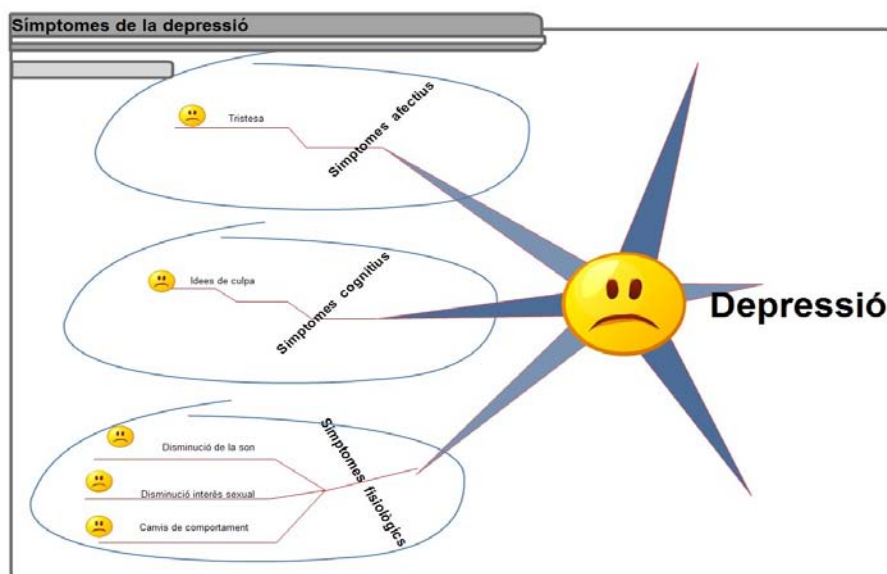 Símptomes de la depressió
Tristesa
Símptomes afectius
Idees de culpa
Símptomes cognitius
Depressió
Disminució de la son
Disminució interès sexual
Canvis de comportament
Símptomes fisiològics